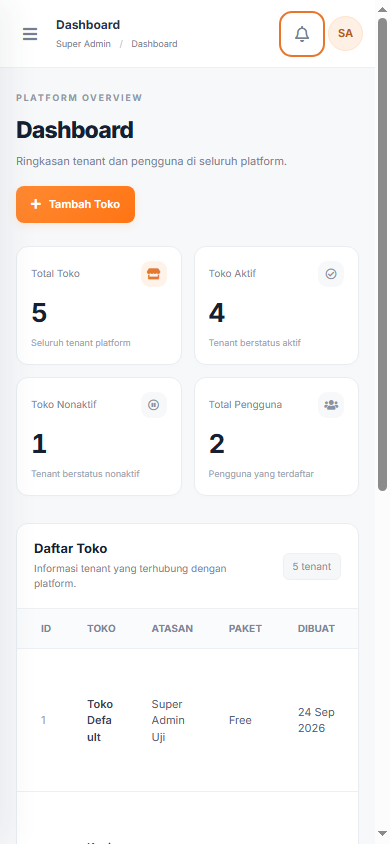 Dashboard
Super Admin / Dashboard
SA
PLATFORM OVERVIEW
Dashboard
Ringkasan tenant dan pengguna di seluruh platform.
Tambah Toko
Total Toko
5
Seluruh tenant platform
Toko Aktif
4
Tenant berstatus aktif
Toko Nonaktif
1
Tenant berstatus nonaktif
Total Pengguna
2
Pengguna yang terdaftar
Daftar Toko
Informasi tenant yang terhubung dengan
platform.
5 tenant
ID TOKO ATASAN PAKET DIBUAT
1
Toko
Defa
ult
Super
Admin
Uji
Free
24 Sep
2026